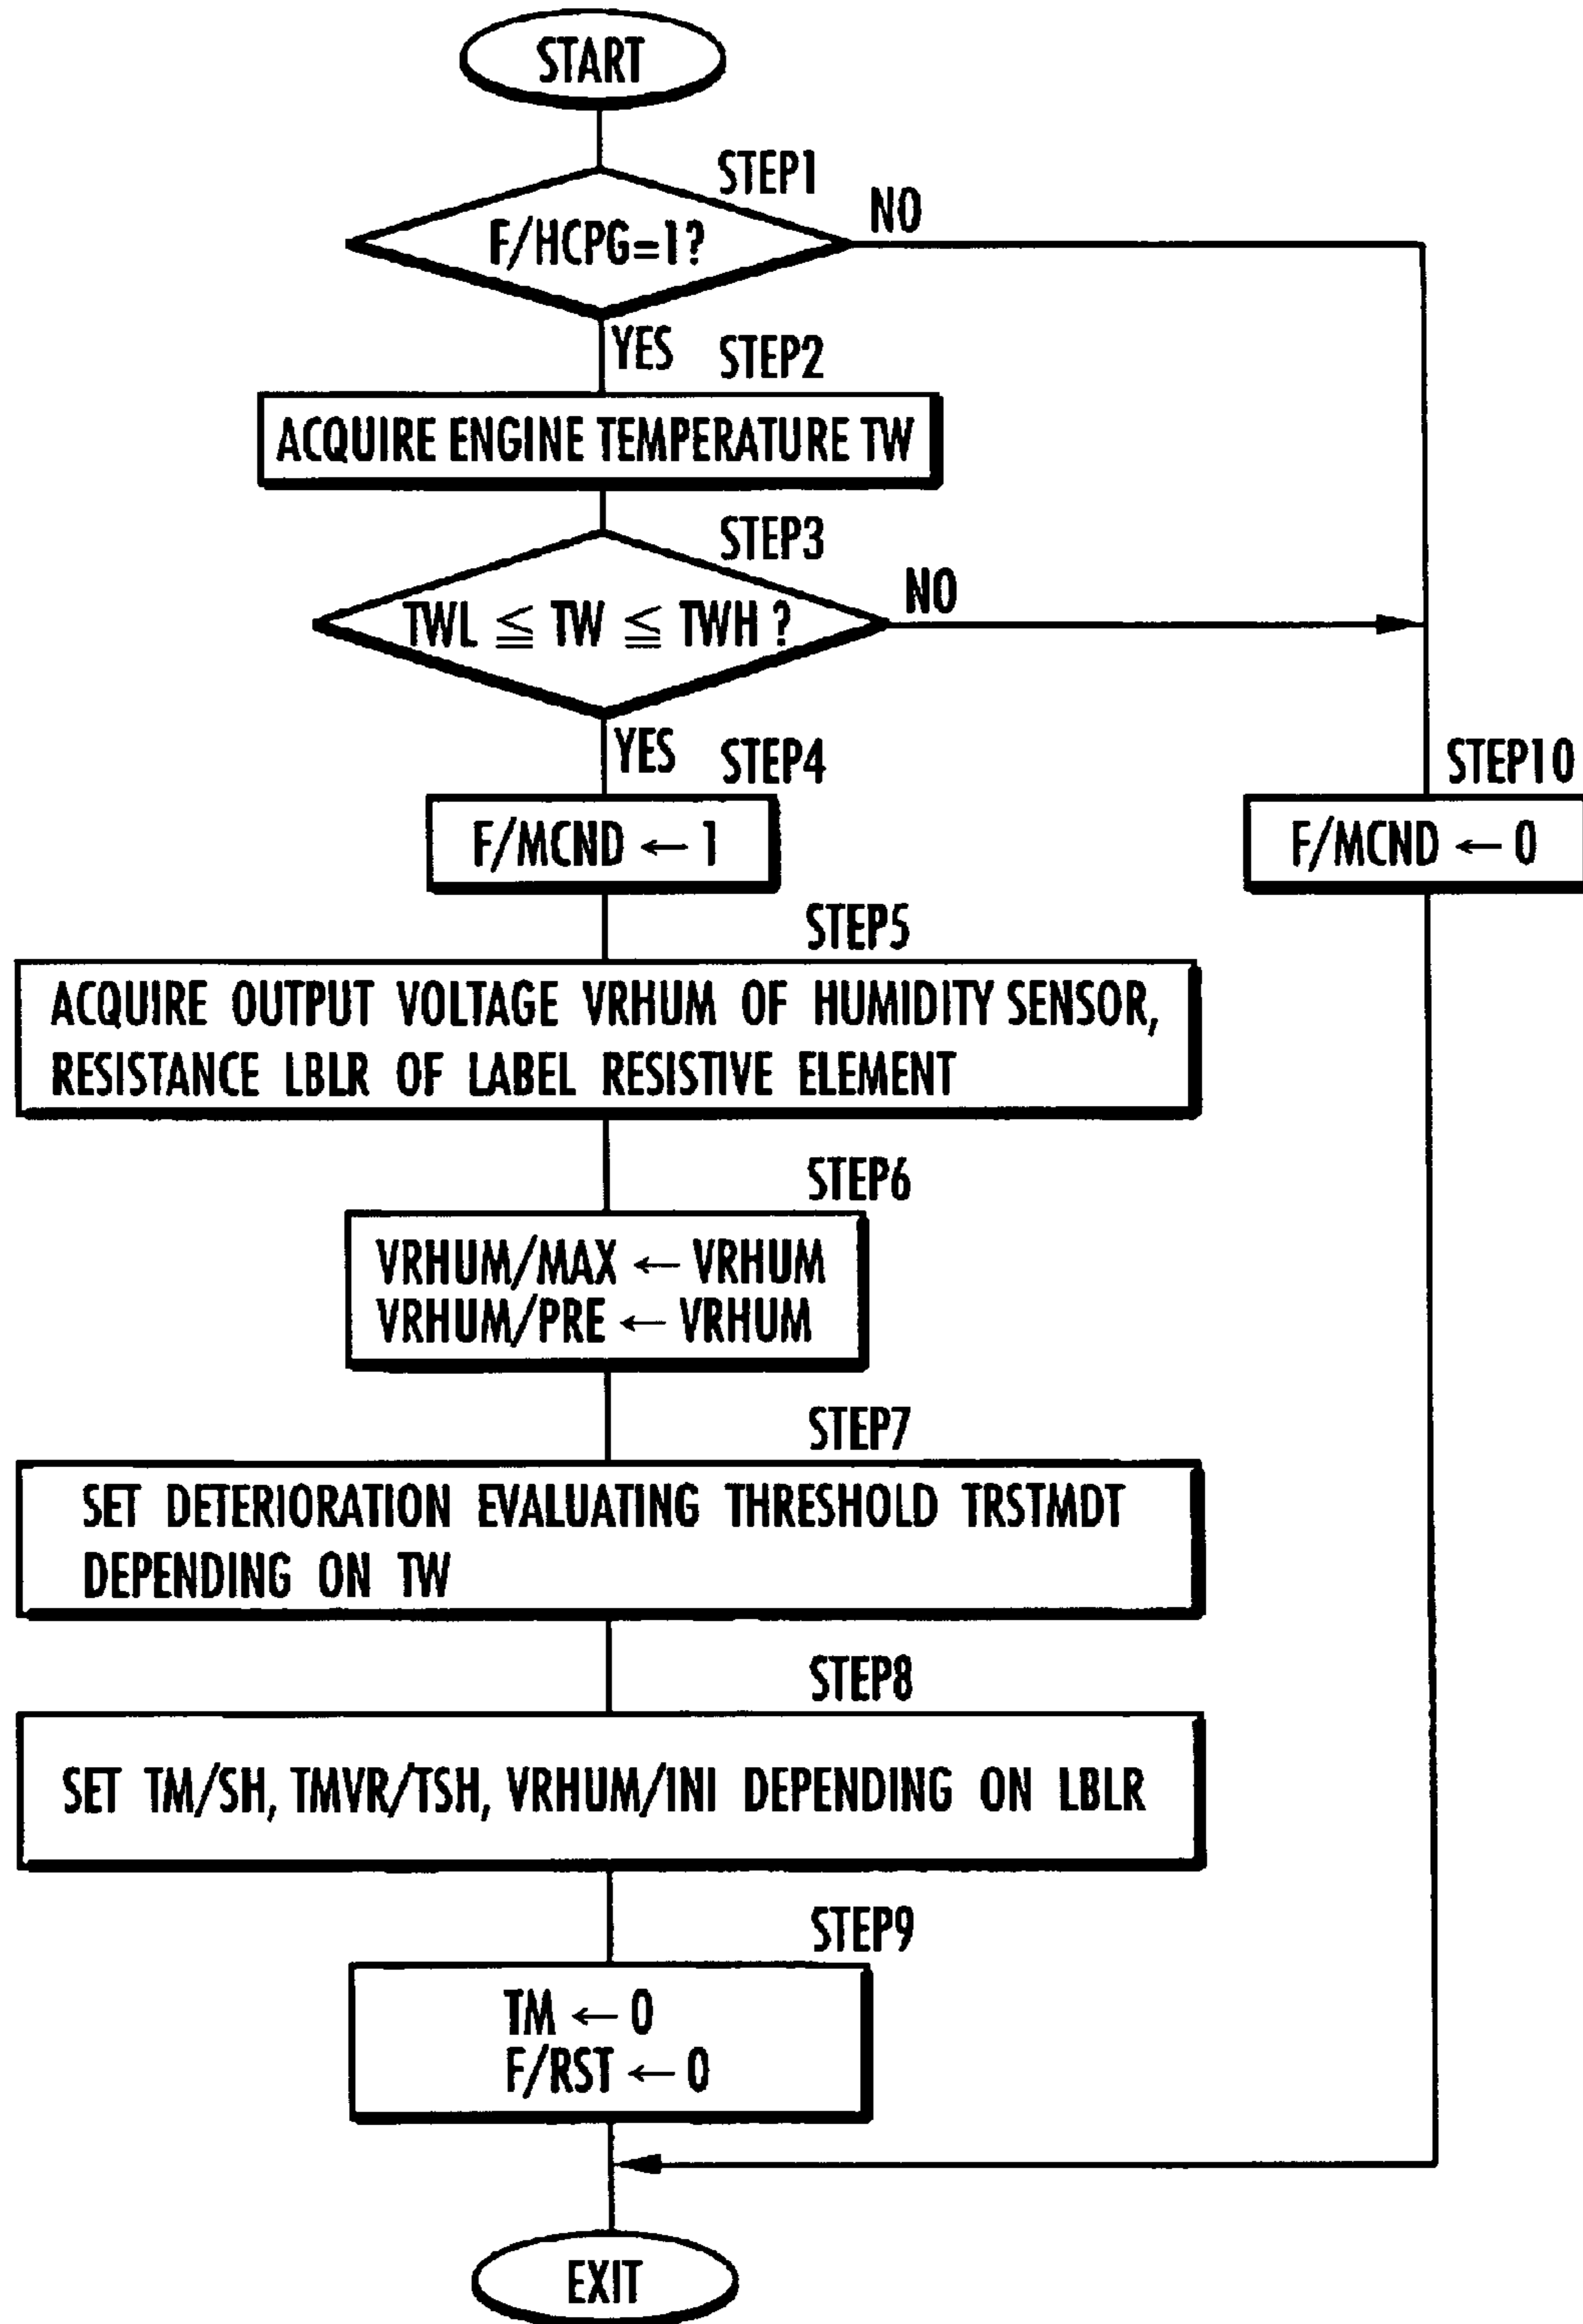 START
STEP1
F/HCPG=1?
NO
YES
STEP2
ACQUIRE ENGINE TEMPERATURE TW
STEP3
TWL ≦ TW ≦ TWH ?
NO
YES
STEP4
F/MCND ← 1
STEP10
F/MCND ← 0
STEP5
ACQUIRE OUTPUT VOLTAGE VRHUM OF HUMIDITY SENSOR,
RESISTANCE LBLR OF LABEL RESISTIVE ELEMENT
STEP6
VRHUM/MAX ← VRHUM
VRHUM/PRE ← VRHUM
STEP7
SET DETERIORATION EVALUATING THRESHOLD TRSTMDT
DEPENDING ON TW
STEP8
SET TM/SH, TMVR/TSH, VRHUM/INI DEPENDING ON LBLR
STEP9
TM ← 0
F/RST ← 0
EXIT